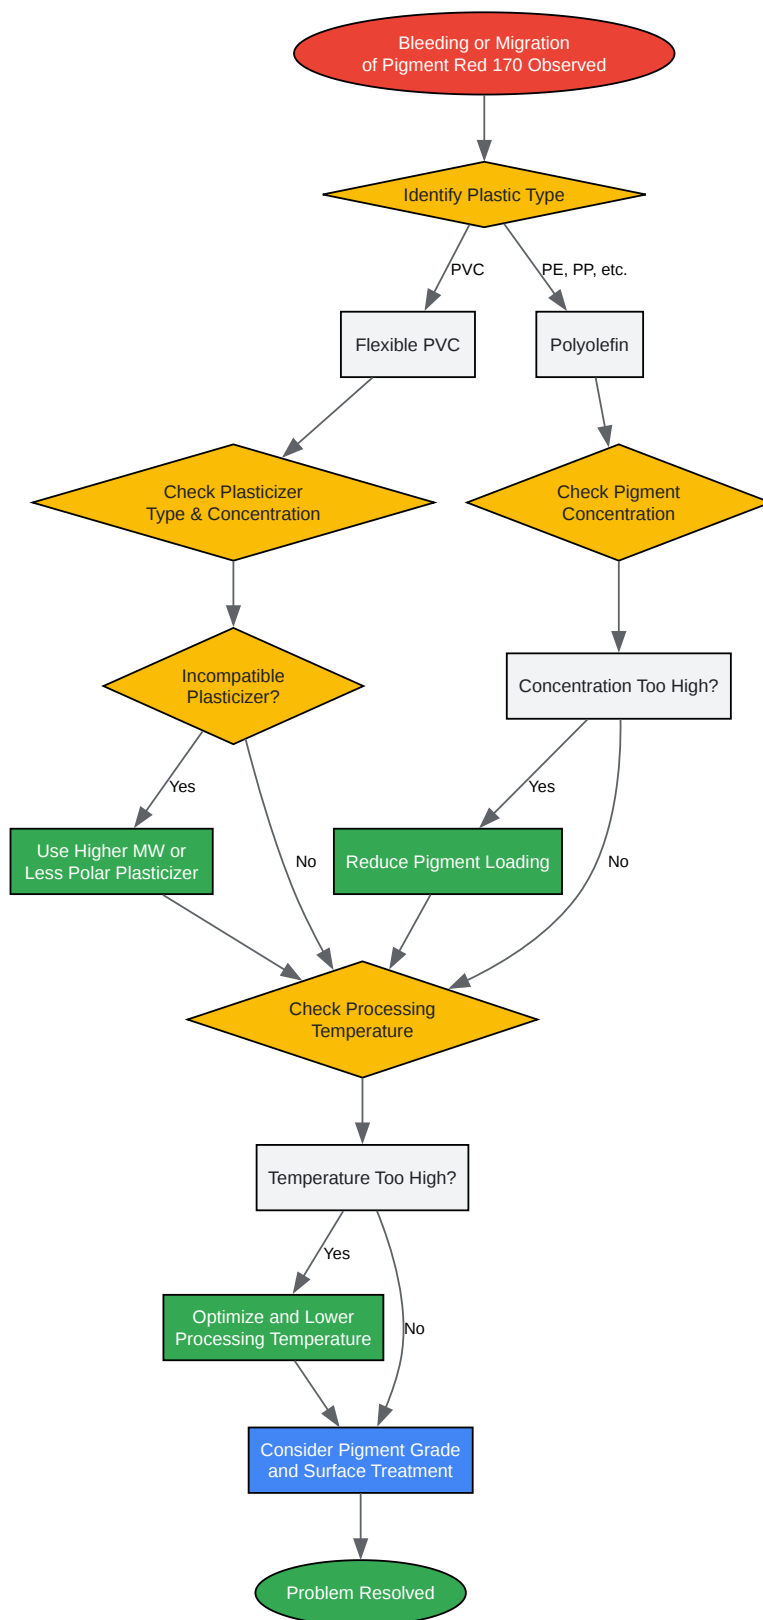 Bleeding or Migration
of Pigment Red 170 Observed
Identify Plastic Type
PVC
PE, PP, etc.
Flexible PVC
Polyolefin
Check Plasticizer
Type & Concentration
Check Pigment
Concentration
Incompatible
Plasticizer?
Concentration Too High?
Yes
Yes
Use Higher MW or
Less Polar Plasticizer
No
Reduce Pigment Loading
No
Check Processing
Temperature
Temperature Too High?
Yes
Optimize and Lower
Processing Temperature
No
Consider Pigment Grade
and Surface Treatment
Problem Resolved